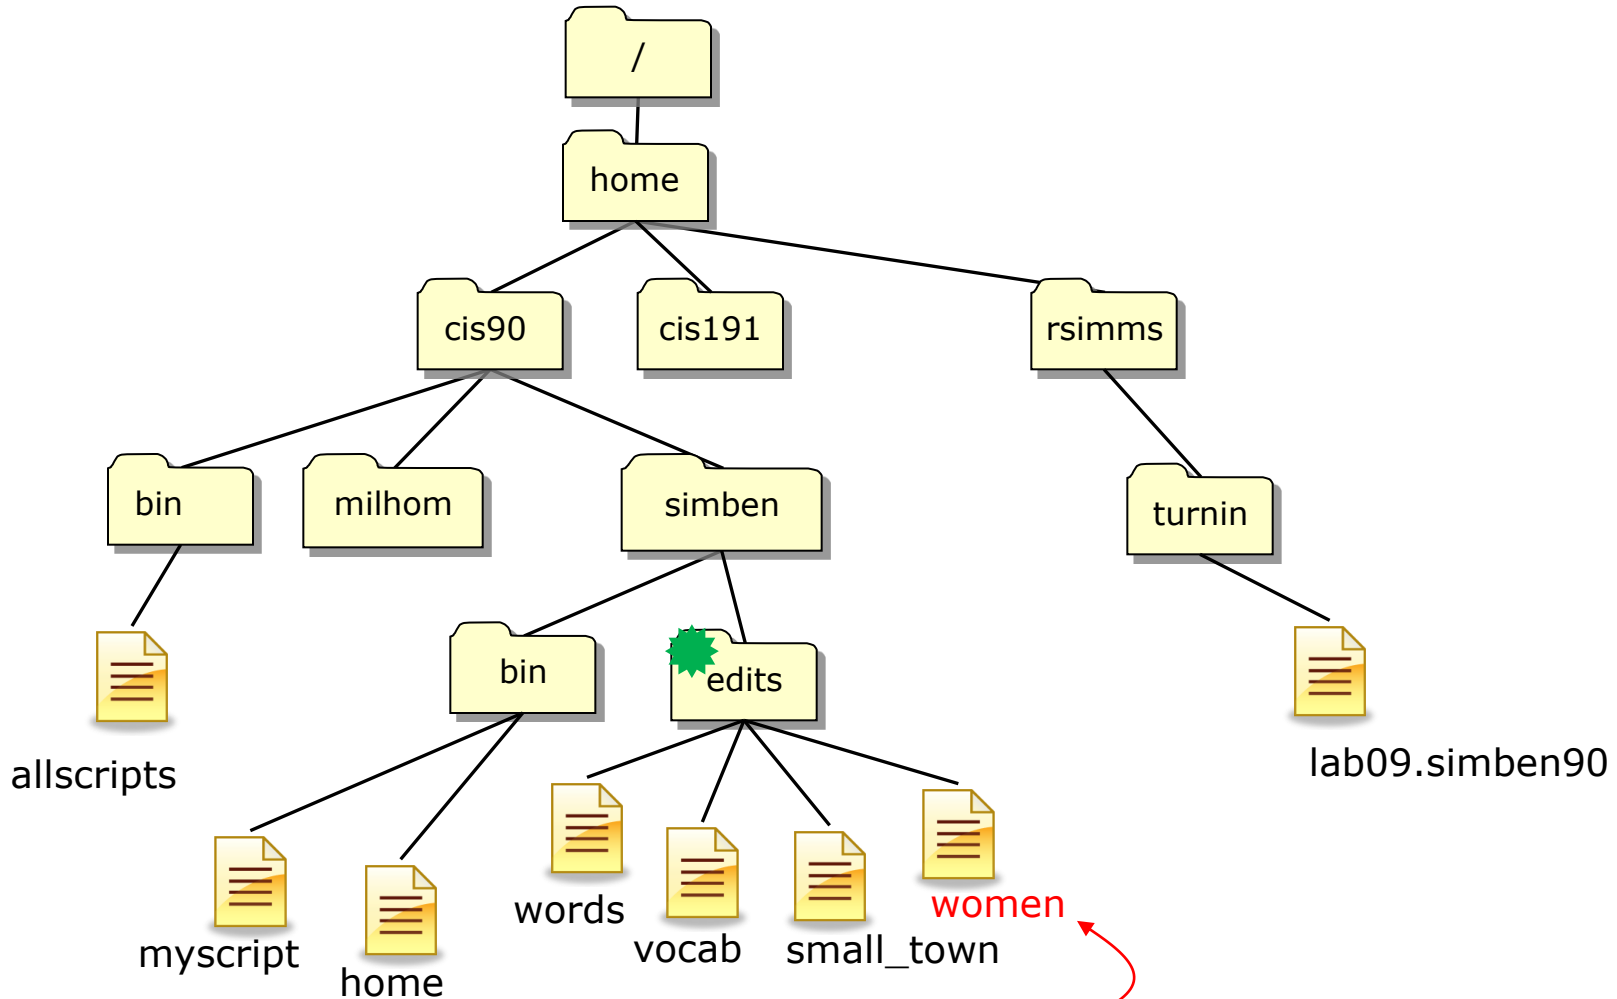 /
home
cis90
cis191
rsimms
bin
milhom
simben
turnin
bin
edits
allscripts
lab09.simben90
myscript
home
words
vocab
small_town
women